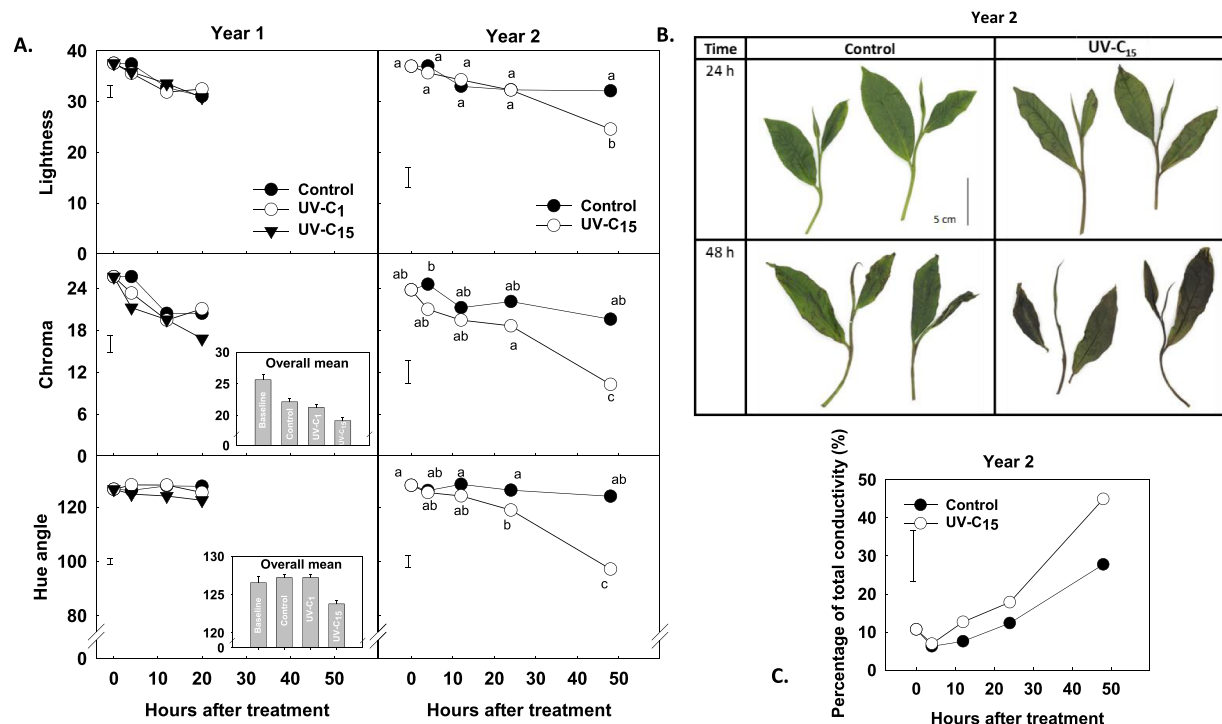 A.
Year 1
Year 2
Lightness
40
30
20
10
0
Control
UV-C1
UV-C15
a
a
a
a
a
a
a
b
Control
UV-C15
Chroma
24
18
12
6
0
Overall mean
30
25
20
0
Baseline
Control
UV-C1
UV-C15
ab
b
ab
ab
ab
ab
ab
a
c
Hue angle
120
100
80
0
Overall mean
130
125
120
0
Baseline
Control
UV-C1
UV-C15
a
ab
a
a
ab
ab
ab
b
c
0 10 20 30 40 50
0 10 20 30 40 50
Hours after treatment
Hours after treatment
B.
Year 2
Time Control UV-C15
24 h
5 cm
48 h
C.
Year 2
Percentage of total conductivity (%)
50
40
30
20
10
0
Control
UV-C15
0 10 20 30 40 50
Hours after treatment